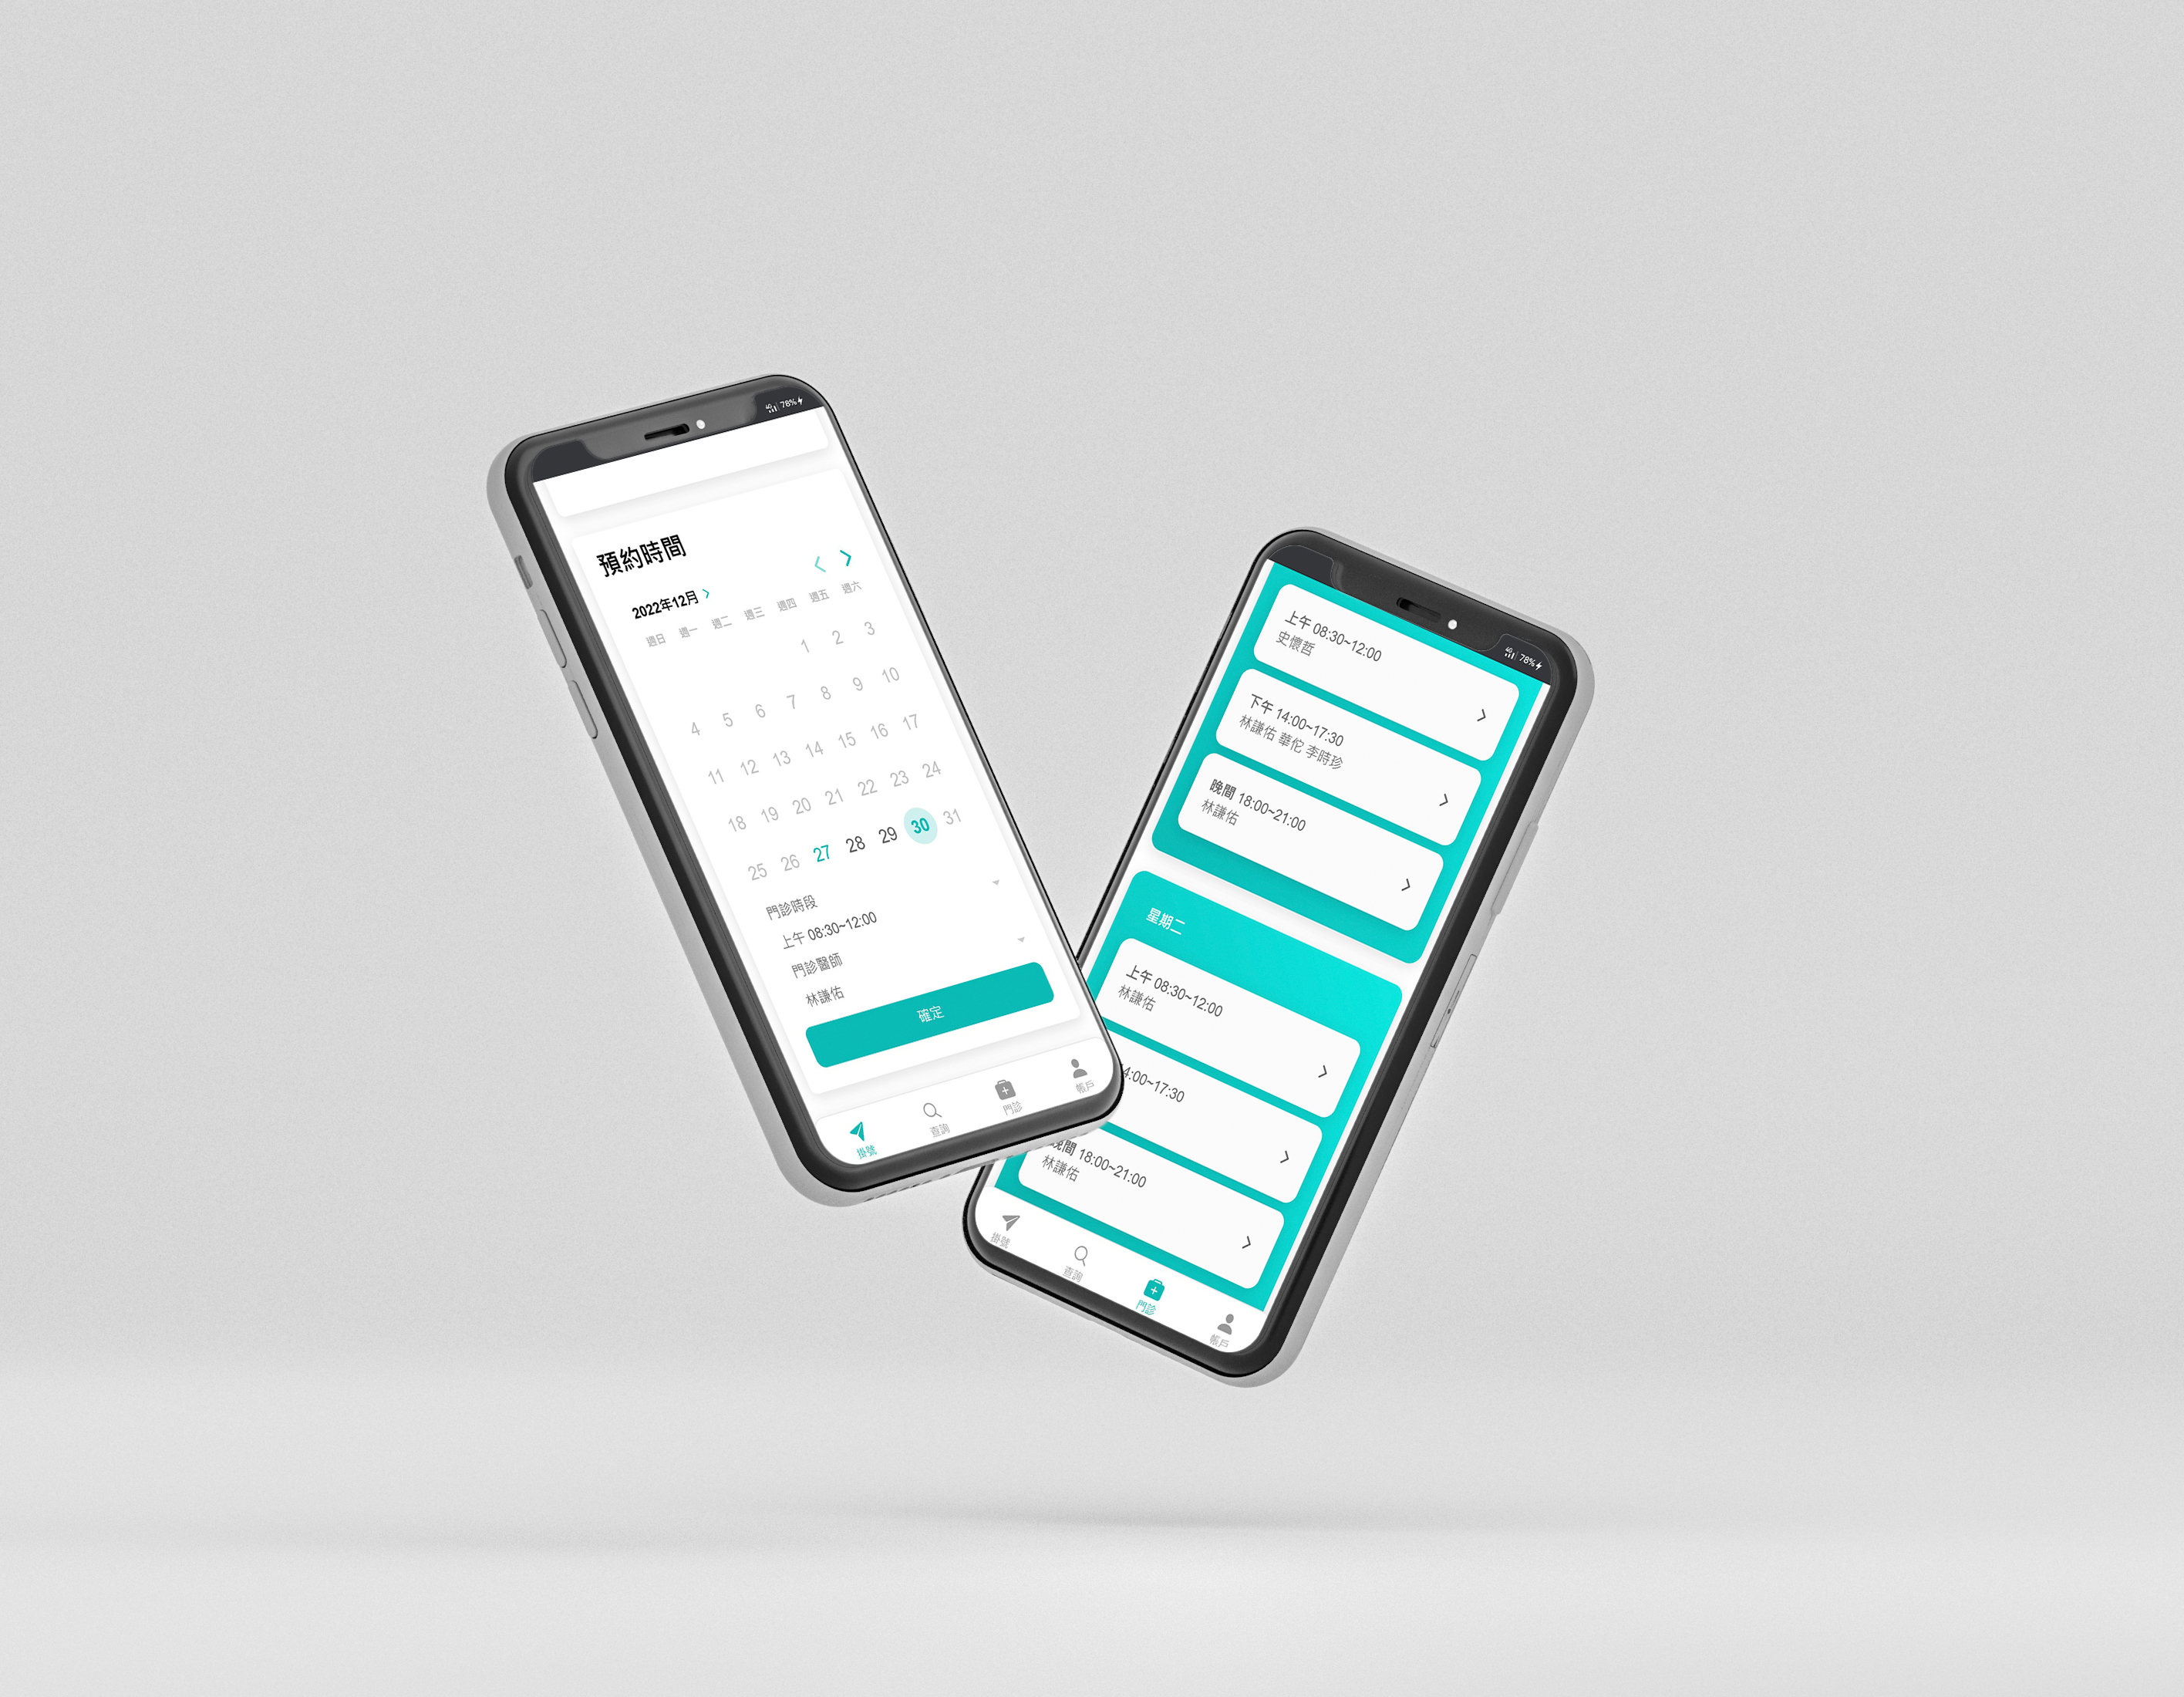 78%
預約時間
2022年12月
週日 週一 週二 週三 週四 週五 週六
1 2 3
4 5 6 7 8 9 10
11 12 13 14 15 16 17
18 19 20 21 22 23 24
25 26 27 28 29 30 31
門診時段
上午 08:30~12:00
門診醫師
林謙佑
確定
掛號 查詢 門診 帳戶
4G 78%
上午 08:30~12:00
史懷哲
下午 14:00~17:30
林謙佑 華佗 李時珍
晚間 18:00~21:00
林謙佑
星期二
上午 08:30~12:00
林謙佑
4:00~17:30
晚間 18:00~21:00
林謙佑
掛號 查詢 門診 帳戶